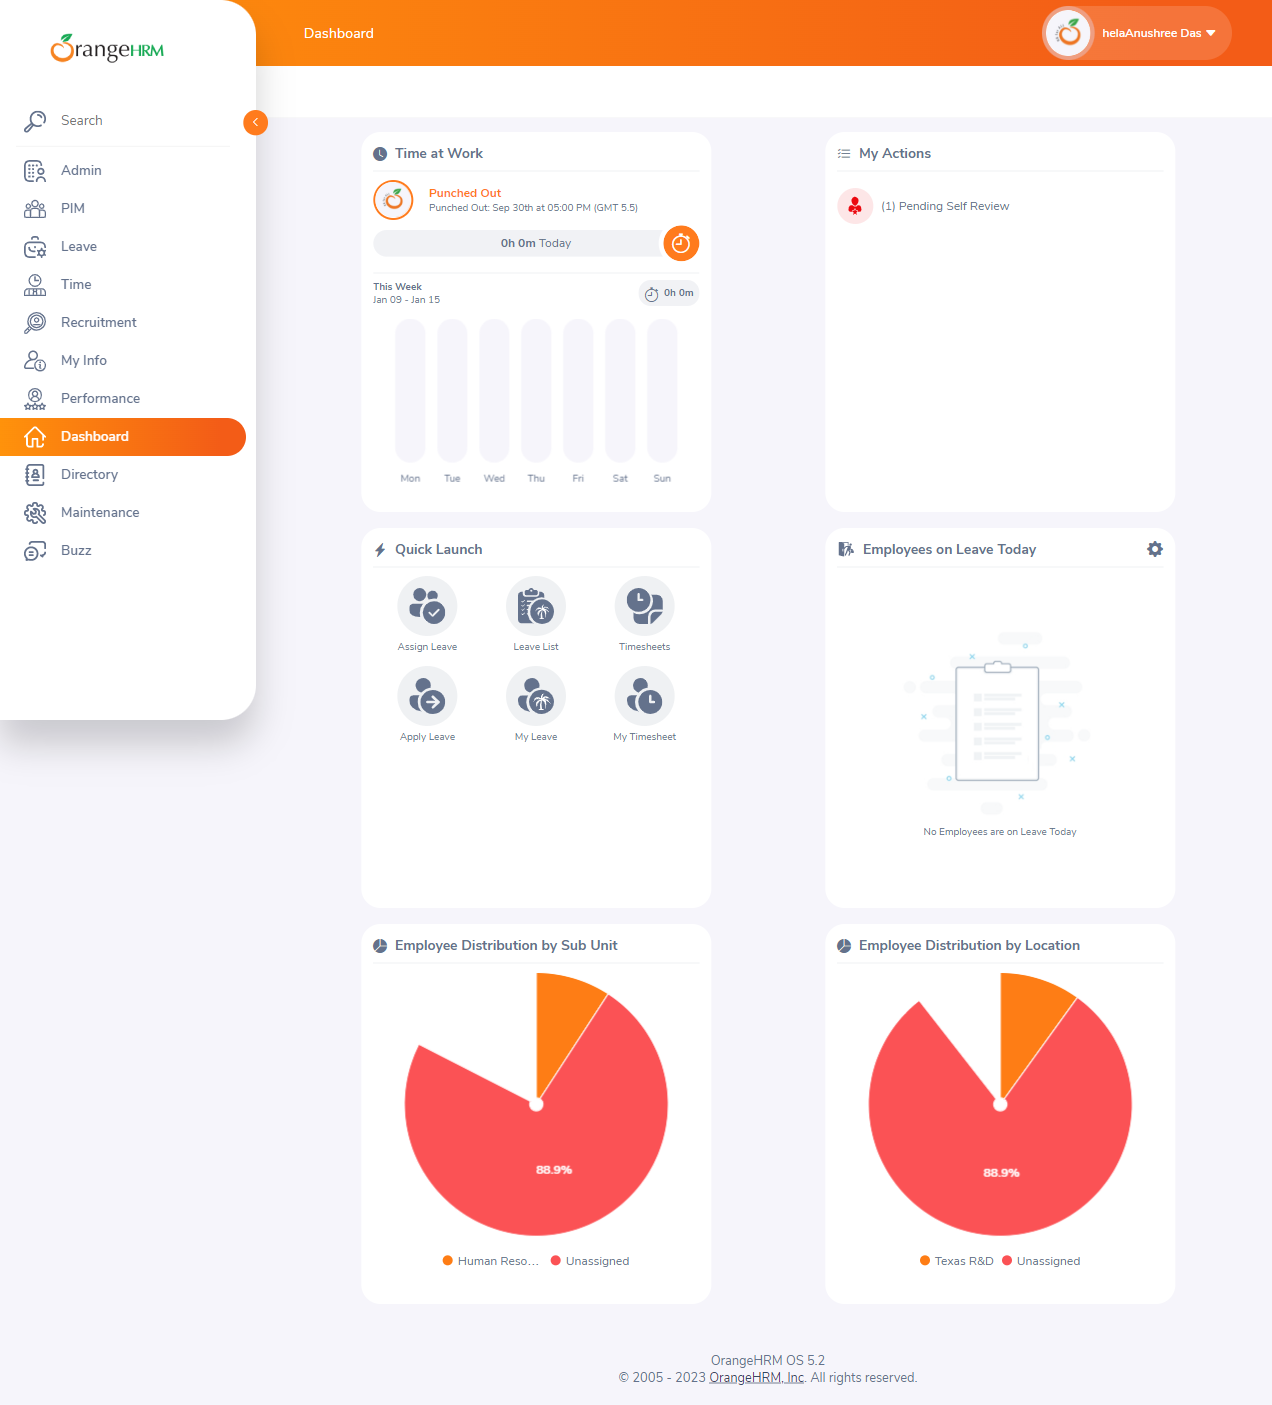 OrangeHRM
Dashboard
helaAnushree Das
Search
Admin
PIM
Leave
Time
Recruitment
My Info
Performance
Dashboard
Directory
Maintenance
Buzz
Time at Work
Punched Out
Punched Out: Sep 30th at 05:00 PM (GMT 5.5)
0h 0m Today
This Week
Jan 09 - Jan 15
0h 0m
Mon Tue Wed Thu Fri Sat Sun
My Actions
(1) Pending Self Review
Quick Launch
Assign Leave Leave List Timesheets
Apply Leave My Leave My Timesheet
Employees on Leave Today
No Employees are on Leave Today
Employee Distribution by Sub Unit
88.9%
Human Reso... Unassigned
Employee Distribution by Location
88.9%
Texas R&D Unassigned
OrangeHRM OS 5.2
© 2005 - 2023 OrangeHRM, Inc. All rights reserved.